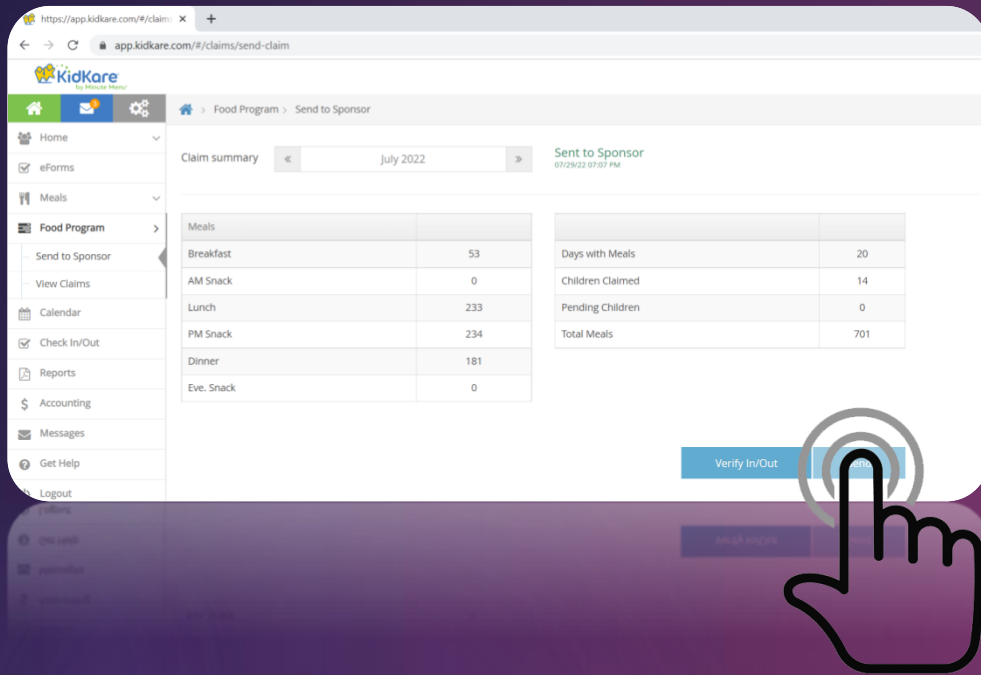 https://app.kidkare.com/#/claim
app.kidkare.com/#/claims/send-claim
KidKare
by Minute Menu
3
Food Program > Send to Sponsor
Home
eForms
Meals
Food Program
Send to Sponsor
View Claims
Calendar
Check In/Out
Reports
Accounting
Messages
Get Help
Logout
Claim summary « July 2022 »
Sent to Sponsor
07/29/22 07:07 PM
Meals
Breakfast 53
AM Snack 0
Lunch 233
PM Snack 234
Dinner 181
Eve. Snack 0
Days with Meals 20
Children Claimed 14
Pending Children 0
Total Meals 701
Verify In/Out